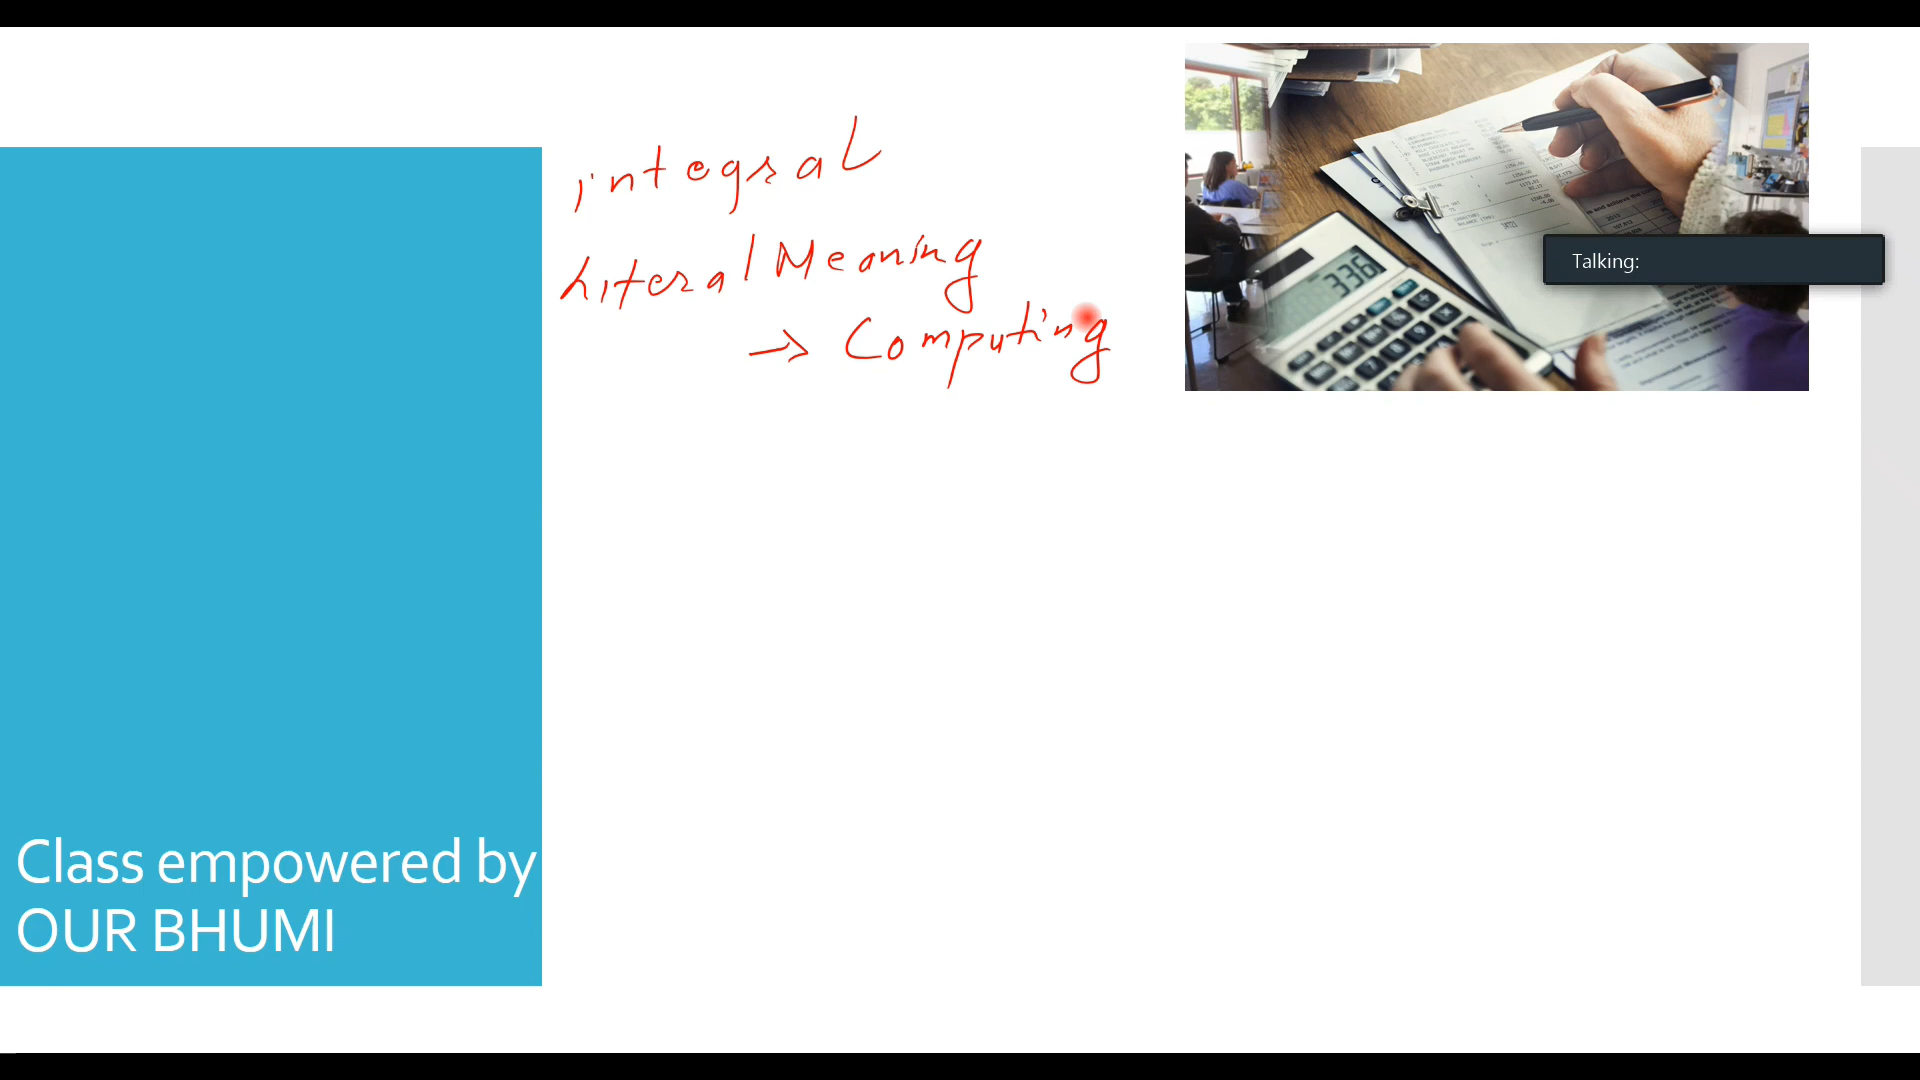 integral
Literal Meaning
→ Computing
Talking:
336
Class empowered by
OUR BHUMI